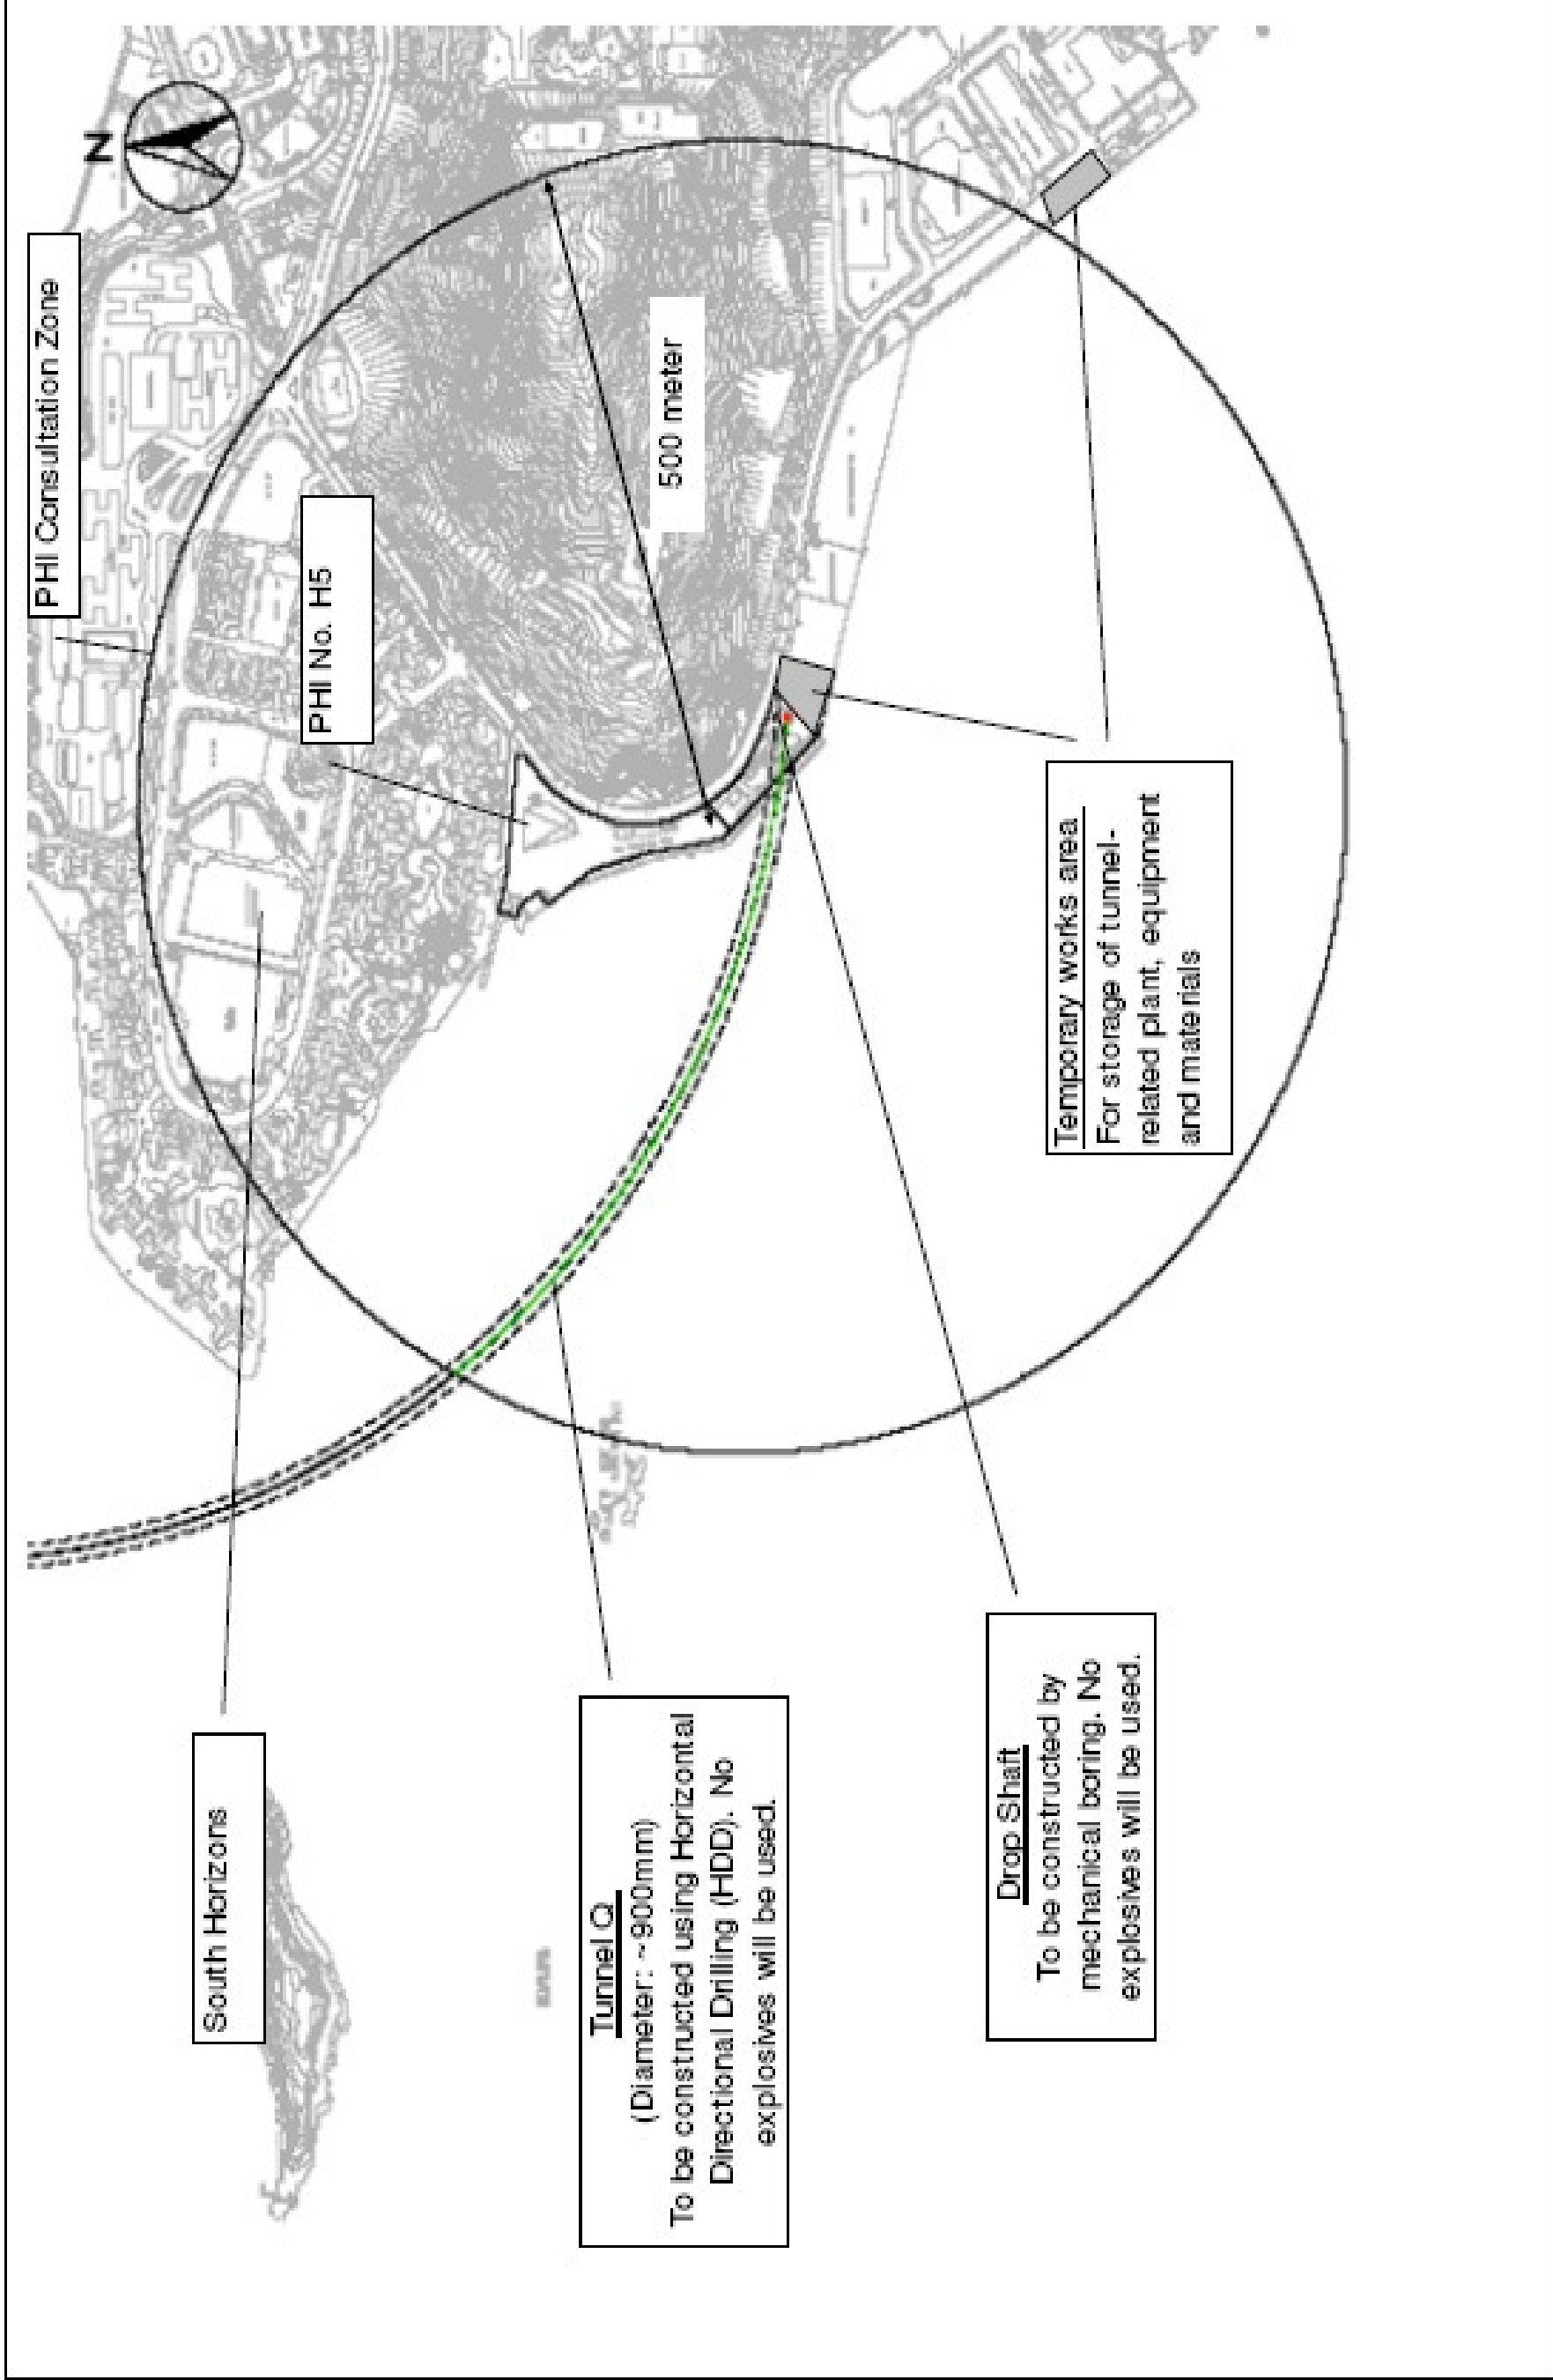 South Horizons
Tunnel Q
(Diameter: ~900mm)
To be constructed using Horizontal
Directional Drilling (HDD). No
explosives will be used.
Drop Shaft
To be constructed by
mechanical boring. No
explosives will be used.
PHI Consultation Zone
PHI No. H5
500 meter
Temporary works area
For storage of tunnel-
related plant, equipment
and materials
N